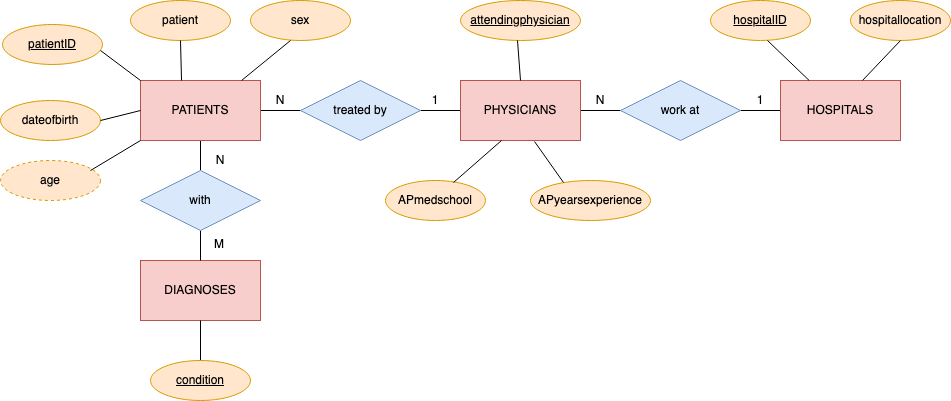 patient
sex
attendingphysician
hospitalID
hospitallocation
patientID
PATIENTS
N
treated by
1
PHYSICIANS
N
work at
1
HOSPITALS
dateofbirth
age
N
with
APmedschool
APyearsexperience
M
DIAGNOSES
condition